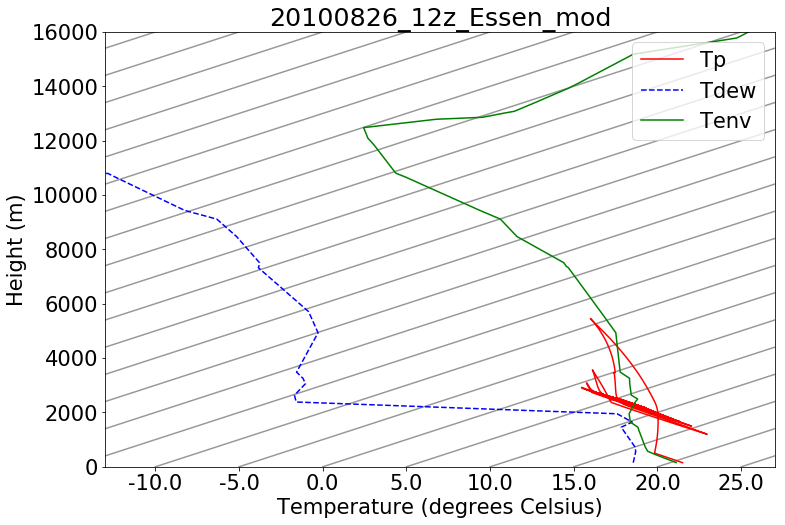 20100826_12z_Essen_mod
16000
14000
12000
10000
8000
6000
4000
2000
0
Height (m)
Tp
Tdew
Tenv
-10.0 -5.0 0.0 5.0 10.0 15.0 20.0 25.0
Temperature (degrees Celsius)